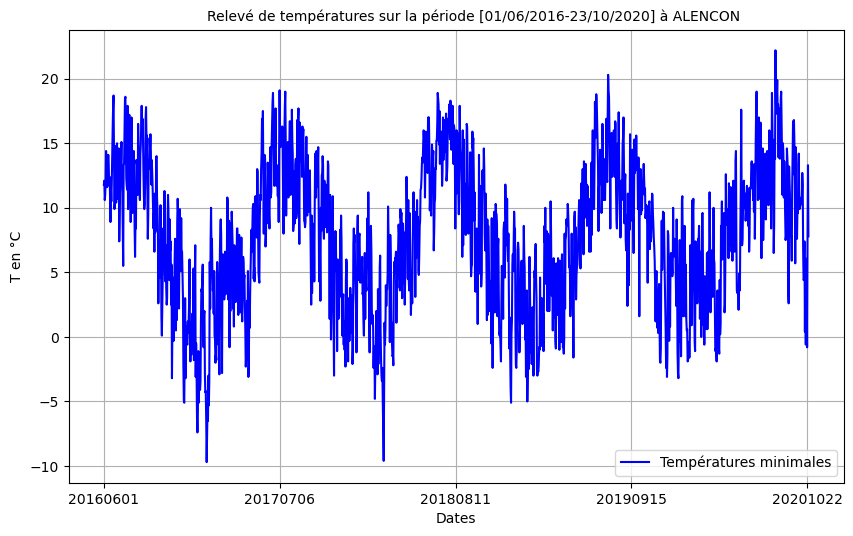 Relevé de températures sur la période [01/06/2016-23/10/2020] à ALENCON
T en °C
20
15
10
5
0
−5
−10
Températures minimales
20160601 20170706 20180811 20190915 20201022
Dates